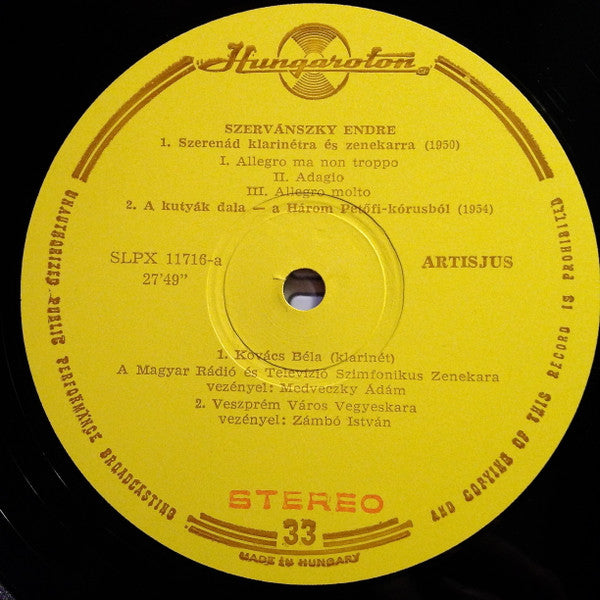 Hungaroton
SZERVÁNSZKY ENDRE
1. Szerenád klarinétra és zenekarra (1950)
I. Allegro ma non troppo
II. Adagio
III. Allegro molto
2. A kutyák dala — a Három Petőfi-kórusból (1954)
SLPX 11716-a
27'49"
ARTISJUS
1. Kovács Béla (klarinét)
A Magyar Rádió és Televízió Szimfonikus Zenekara
vezényel: Medveczky Ádám
2. Veszprém Város Vegyeskara
vezényel: Zámbó István
STEREO
33
MADE IN HUNGARY
UNAUTHORIZED PUBLIC PERFORMANCE BROADCASTING
AND COPYING OF THIS RECORD IS PROHIBITED